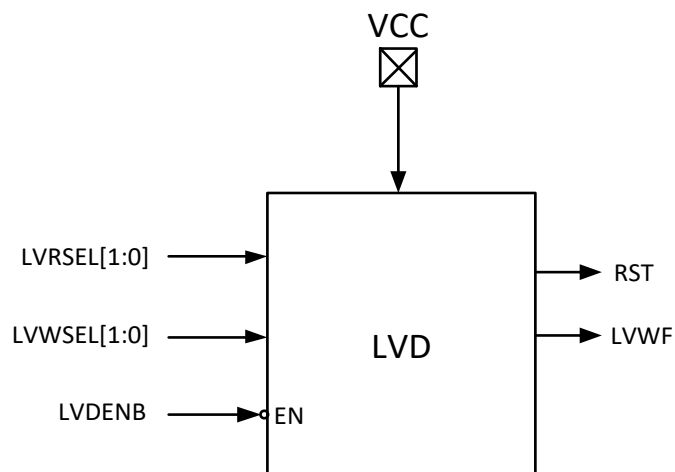 VCC
LVRSEL[1:0]
RST
LVWSEL[1:0]
LVD
LVWF
LVDENB
EN